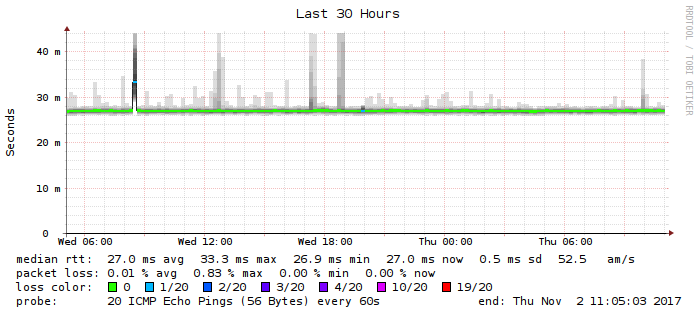 Last 30 Hours
RRDTOOL / TOBI OETIKER
Seconds
40 m
30 m
20 m
10 m
0
Wed 06:00 Wed 12:00 Wed 18:00 Thu 00:00 Thu 06:00
median rtt: 27.0 ms avg 33.3 ms max 26.9 ms min 27.0 ms now 0.5 ms sd 52.5 am/s
packet loss: 0.01 % avg 0.83 % max 0.00 % min 0.00 % now
loss color: 0 1/20 2/20 3/20 4/20 10/20 19/20
probe: 20 ICMP Echo Pings (56 Bytes) every 60s end: Thu Nov 2 11:05:03 2017